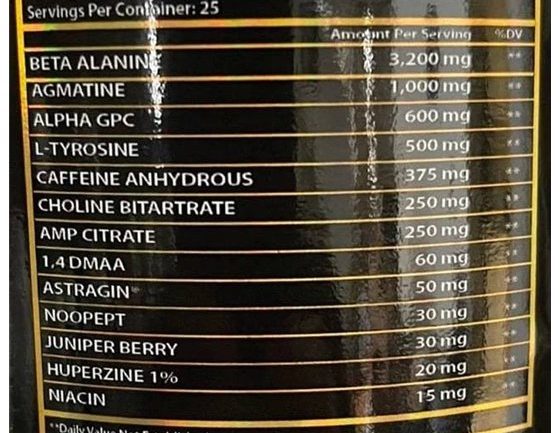 Servings Per Container: 25
Amount Per Serving %DV
BETA ALANINE 3,200 mg **
AGMATINE 1,000 mg **
ALPHA GPC 600 mg **
L-TYROSINE 500 mg **
CAFFEINE ANHYDROUS 375 mg **
CHOLINE BITARTRATE 250 mg **
AMP CITRATE 250 mg **
1,4 DMAA 60 mg **
ASTRAGIN 50 mg **
NOOPEPT 30 mg **
JUNIPER BERRY 30 mg **
HUPERZINE 1% 20 mg **
NIACIN 15 mg **
**Daily Value Not